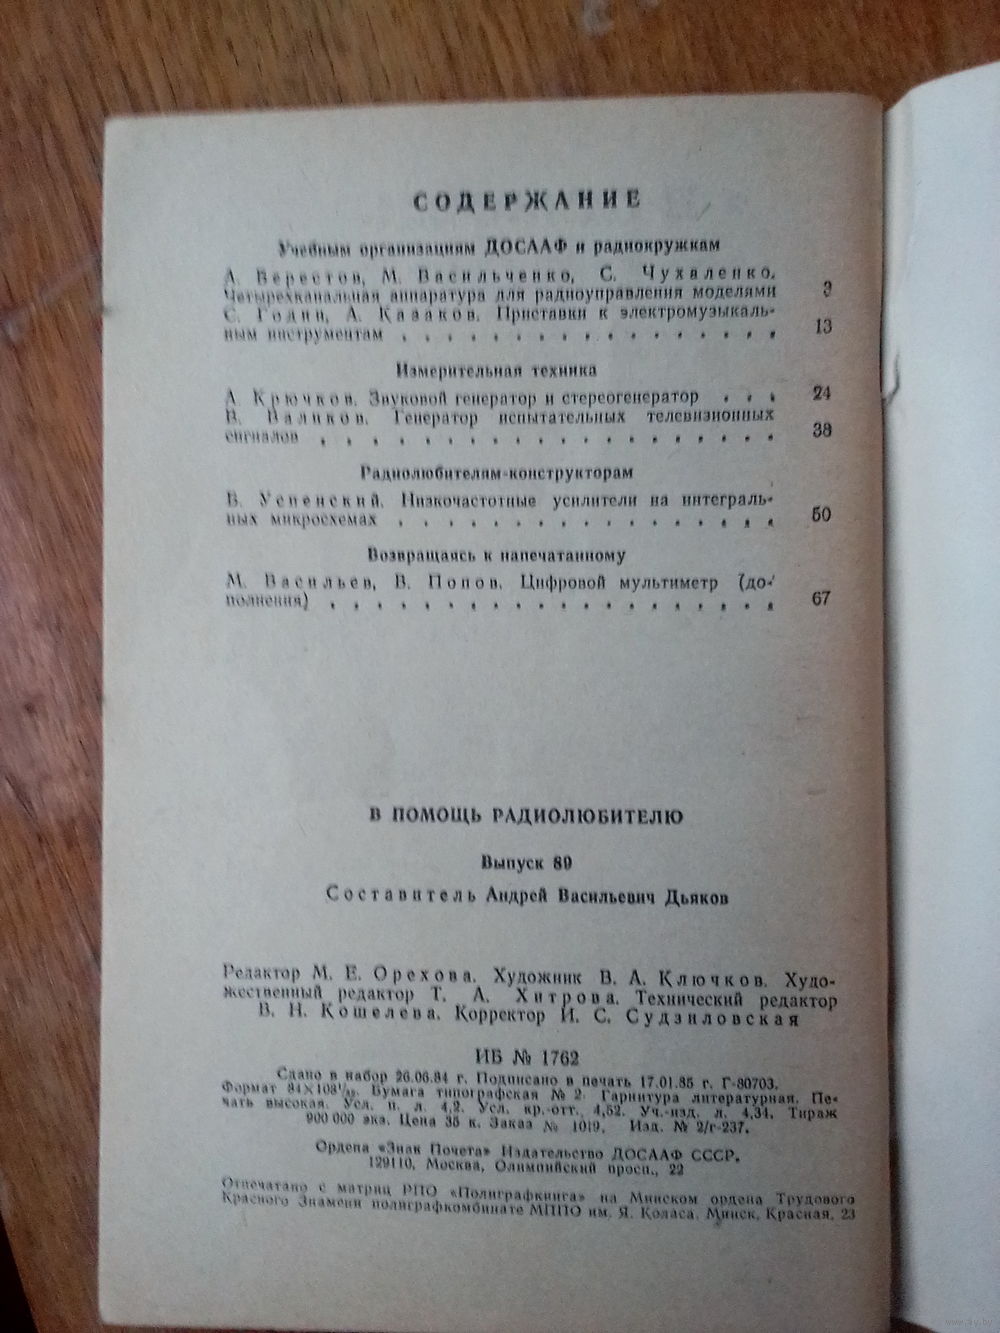 СОДЕРЖАНИЕ
Учебным организациям ДОСААФ и радиокружкам
А. Верестов, М. Васильченко, С. Чухаленко.
Четырехканальная аппаратура для радиоуправления моделями 3
С. Годин, А. Казаков. Приставки к электромузыкаль-
ным инструментам . . . . . . . . . . . . . . . . 13
Измерительная техника
А. Крючков. Звуковой генератор и стереогенератор . . . 24
В.Валиков. Генератор испытательных телевизионных
сигналов . . . . . . . . . . . . . . . . . . 38
Радиолюбителям-конструкторам
В. Успенский. Низкочастотные усилители на интеграль-
ных микросхемах . . . . . . . . . . . . . . . 50
Возвращаясь к напечатанному
М. Васильев, В. Попов. Цифровой мультиметр (до-
полнения) . . . . . . . . . . . . . . . . . . 67
В ПОМОЩЬ РАДИОЛЮБИТЕЛЮ
Выпуск 89
Составитель Андрей Васильевич Дьяков
Редактор М. Е. Орехова. Художник В. А. Ключков. Худо-
жественный редактор Т. А. Хитрова. Технический редактор
В. Н. Кошелева. Корректор И. С. Судзиловская
ИБ № 1762
Сдано в набор 26.06.84 г. Подписано в печать 17.01.85 г. Г-80703.
Формат 84×108¹/₃₂. Бумага типографская № 2. Гарнитура литературная. Пе-
чать высокая. Усл. п. л. 4,2. Усл. кр.-отт. 4,52. Уч.-изд. л. 4,34. Тираж
900 000 экз. Цена 35 к. Заказ № 1019. Изд. № 2/г-237.
Ордена «Знак Почета» Издательство ДОСААФ СССР.
129110, Москва, Олимпийский просп., 22
Отпечатано с матриц РПО «Полиграфкнига» на Минском ордена Трудового
Красного Знамени полиграфкомбинате МППО им. Я. Коласа. Минск, Красная, 23
www.ay.by